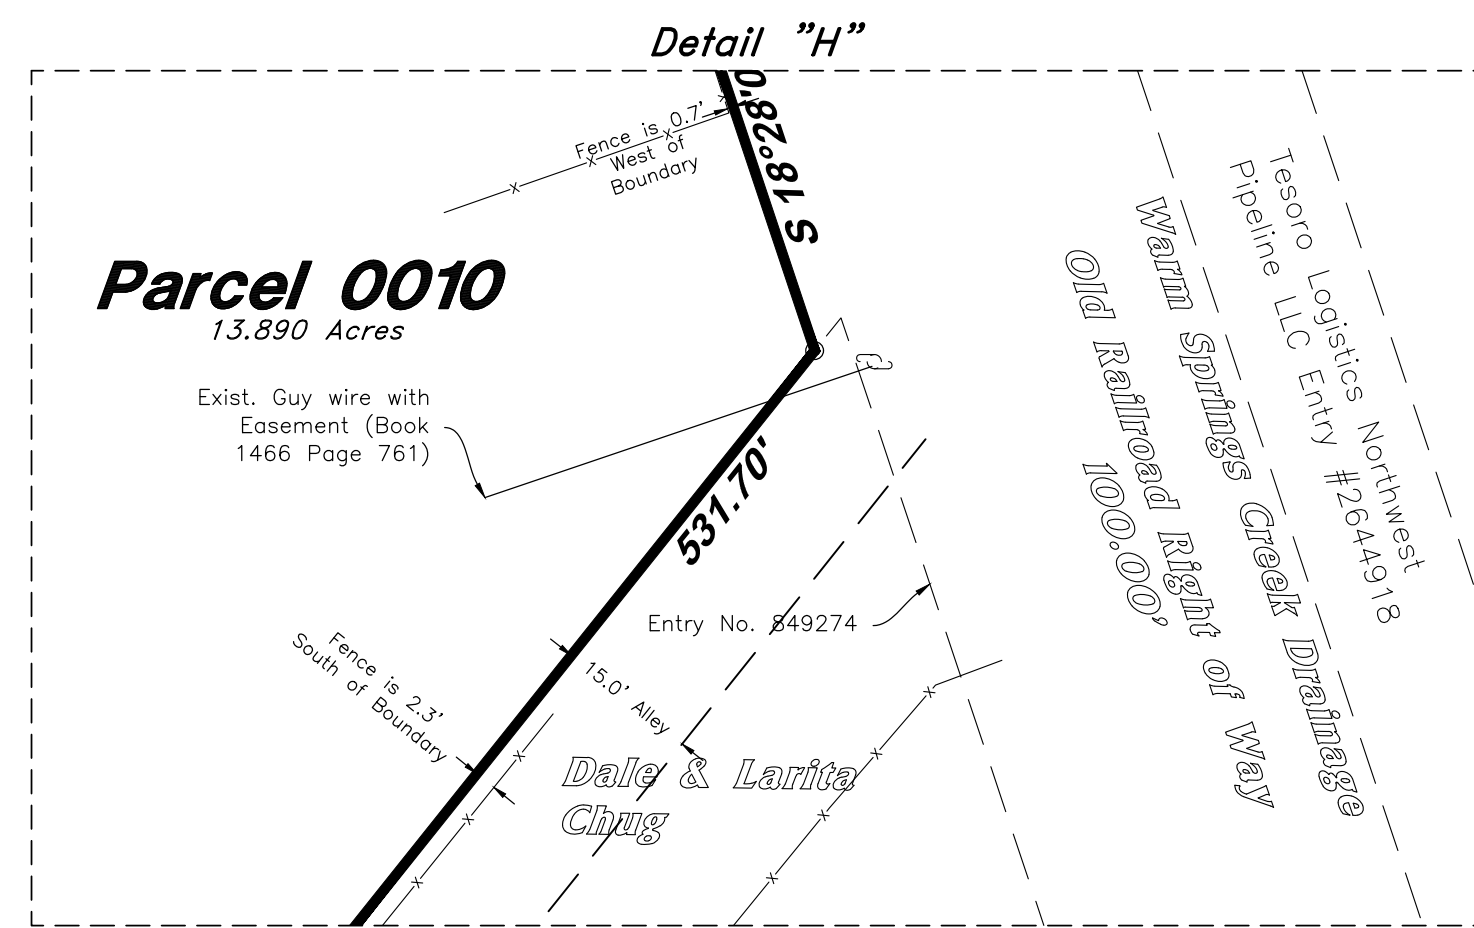 Detail "H"
Fence is 0.7'
West of
Boundary
S 18°28'0
Parcel 0010
13.890 Acres
Exist. Guy wire with
Easement (Book
1466 Page 761)
531.70'
Tesoro Logistics Northwest
Pipeline LLC Entry #2644918
Warm Springs Creek Drainage
Old Railroad Right of Way
100.00'
Entry No. 849274
Fence is 2.3'
South of Boundary
15.0' Alley
Dale & Larita
Chug